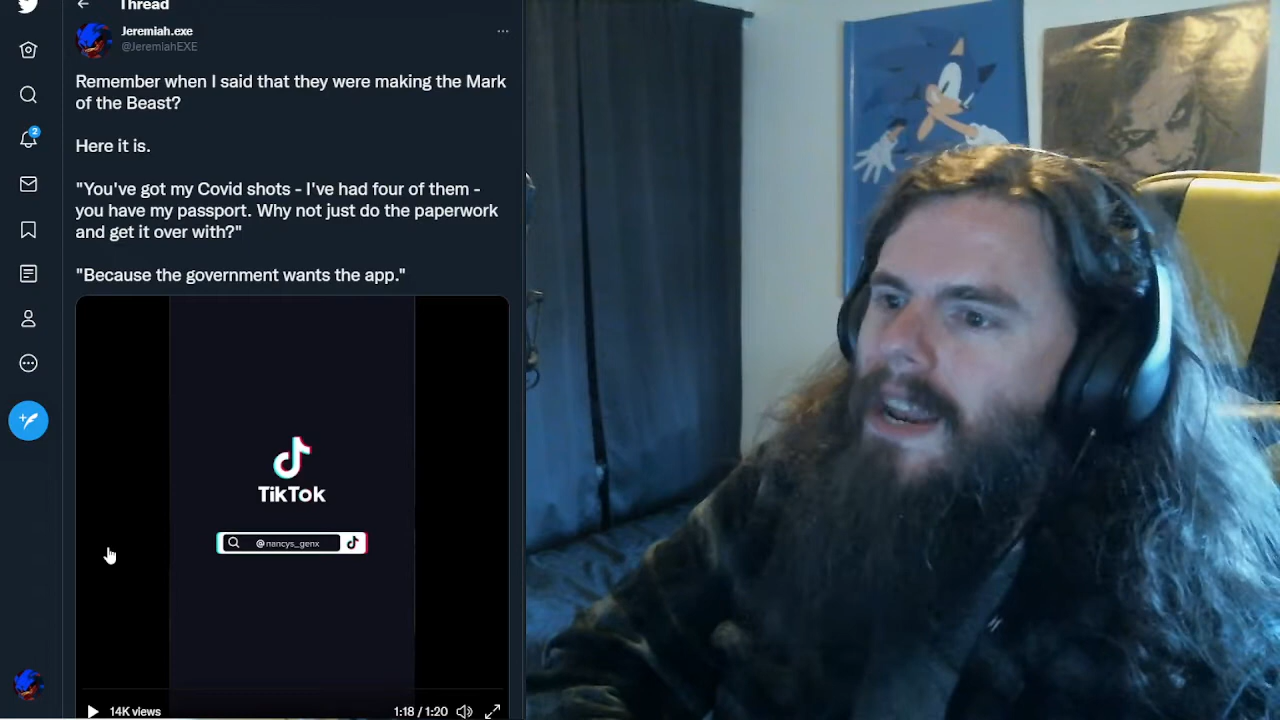 Thread
Jeremiah.exe
@JeremiahEXE
Remember when I said that they were making the Mark
of the Beast?
Here it is.
"You've got my Covid shots - I've had four of them -
you have my passport. Why not just do the paperwork
and get it over with?"
"Because the government wants the app."
2
TikTok
@nancys_genx
14K views
1:18 / 1:20